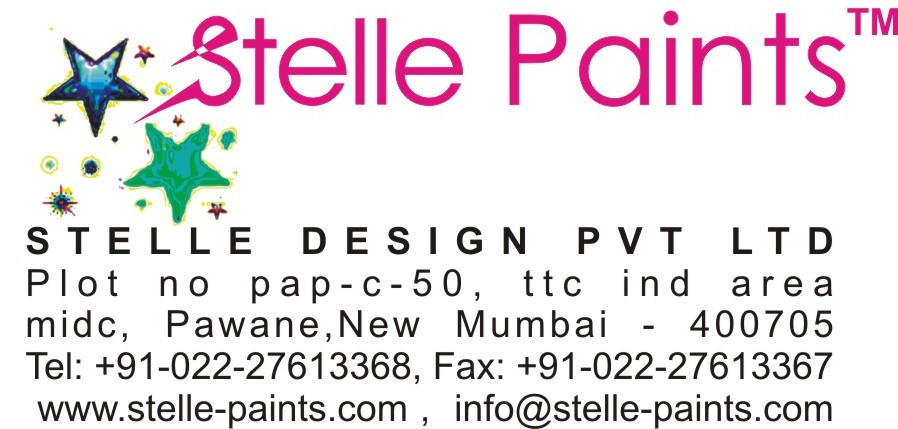 Stelle Paints™
STELLE DESIGN PVT LTD
Plot no pap-c-50, ttc ind area
midc, Pawane,New Mumbai - 400705
Tel: +91-022-27613368, Fax: +91-022-27613367
www.stelle-paints.com , info@stelle-paints.com